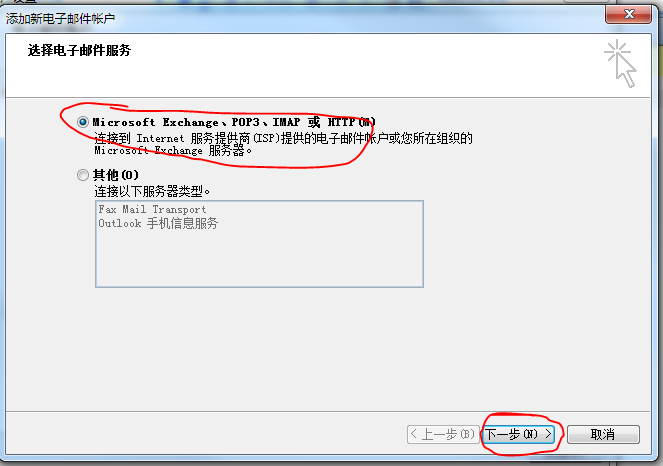 添加新电子邮件帐户
选择电子邮件服务
Microsoft Exchange、POP3、IMAP 或 HTTP(M)
连接到 Internet 服务提供商(ISP)提供的电子邮件帐户或您所在组织的
Microsoft Exchange 服务器。
其他(O)
连接以下服务器类型。
Fax Mail Transport
Outlook 手机信息服务
< 上一步(B) 下一步(N) > 取消